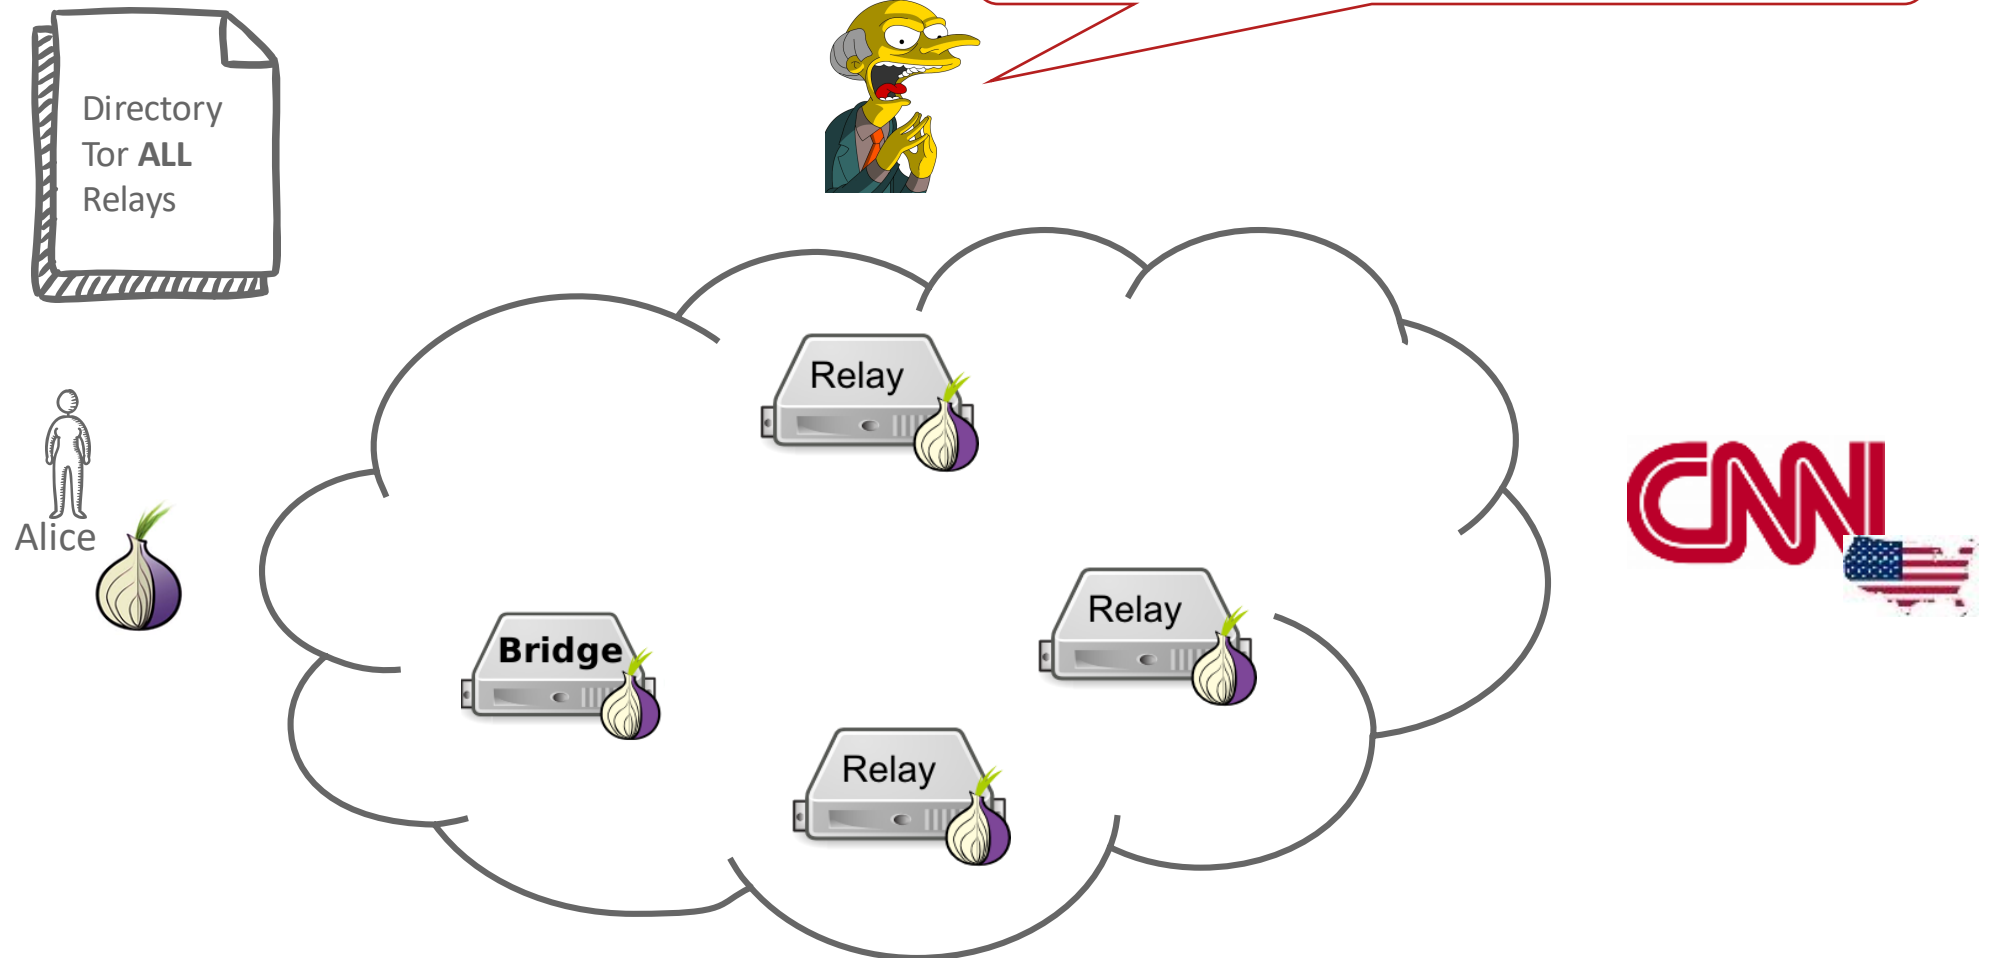 Directory
Tor ALL
Relays
Relay
Alice
CNN
Relay
Bridge
Relay